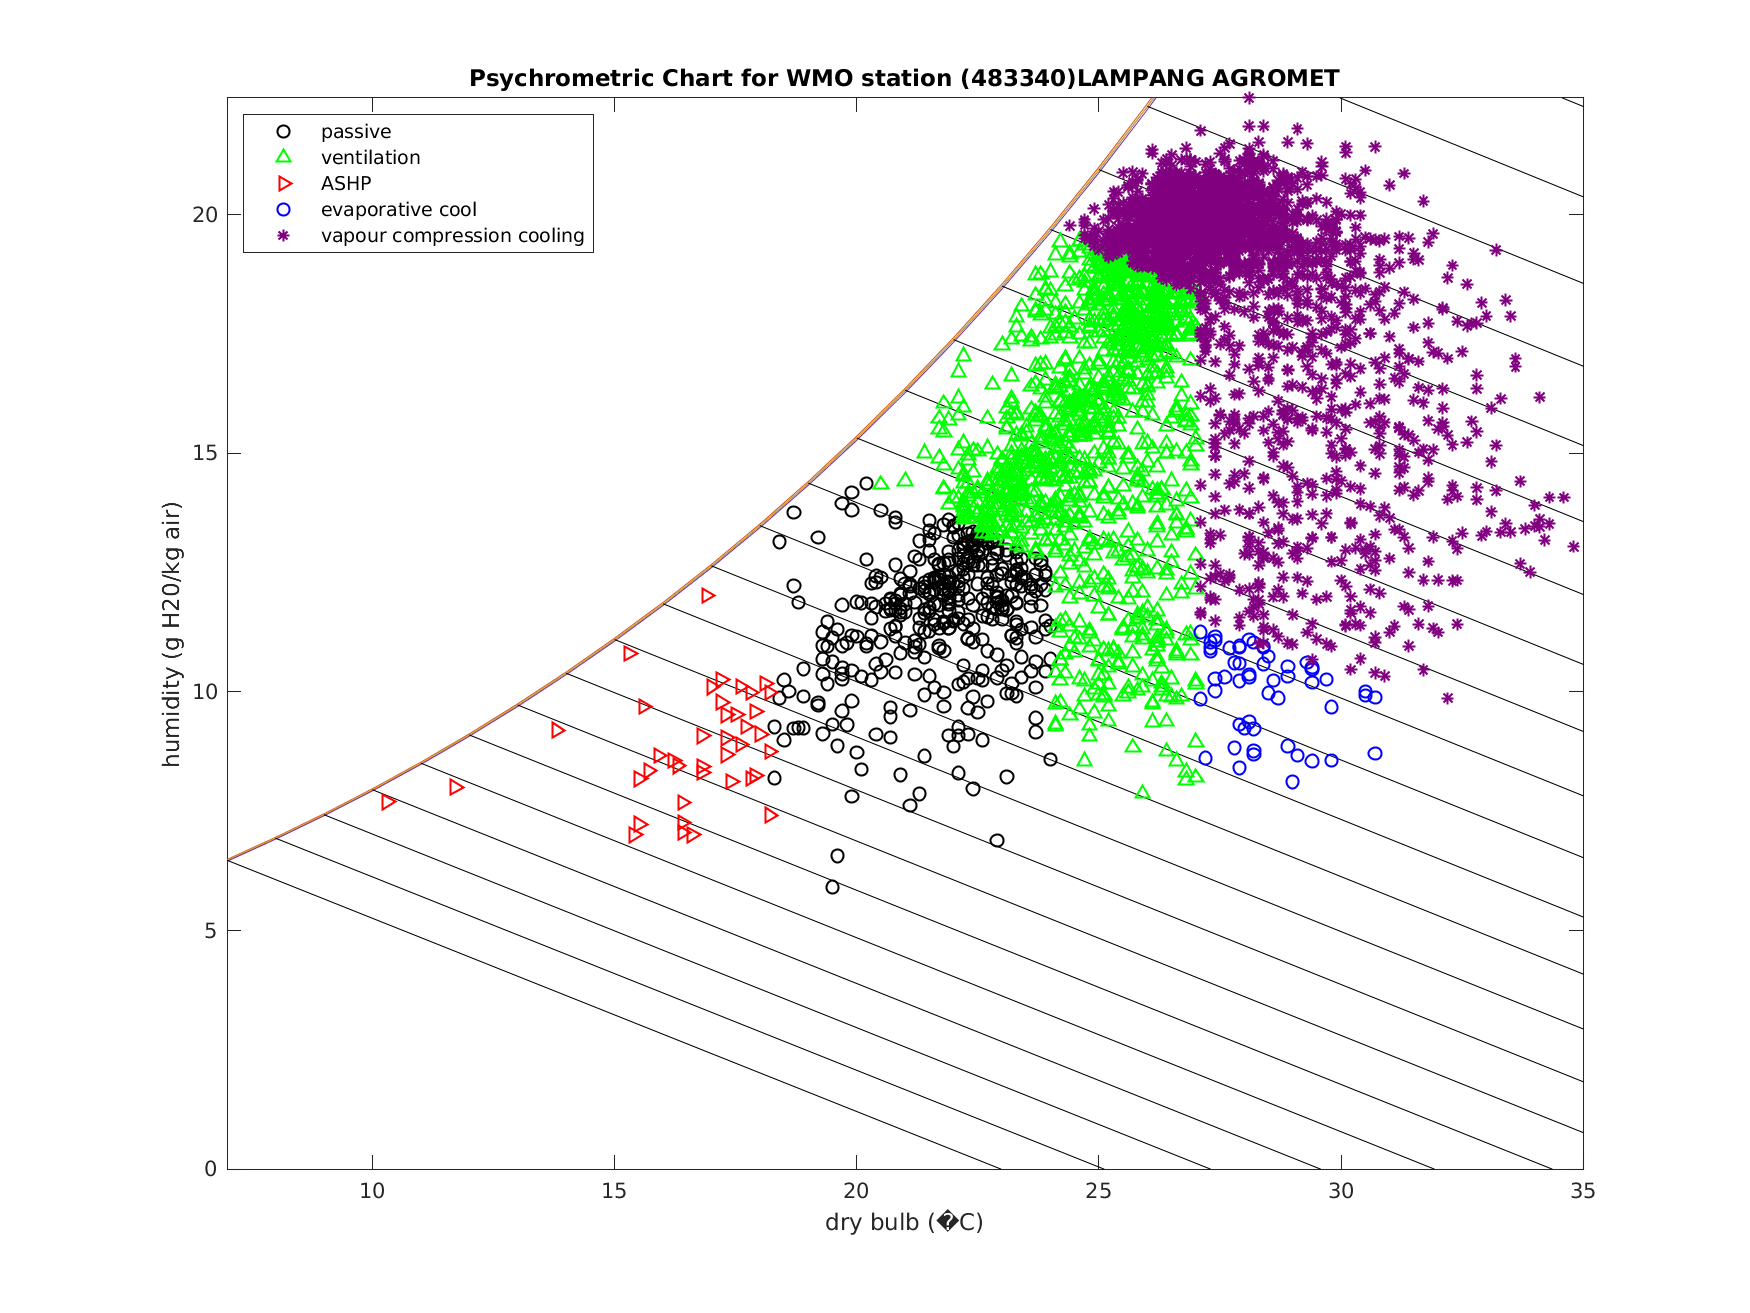 Psychrometric Chart for WMO station (483340)LAMPANG AGROMET
passive
ventilation
ASHP
evaporative cool
vapour compression cooling
humidity (g H20/kg air)
20
15
10
5
0
10
15
20
25
30
35
dry bulb (�C)